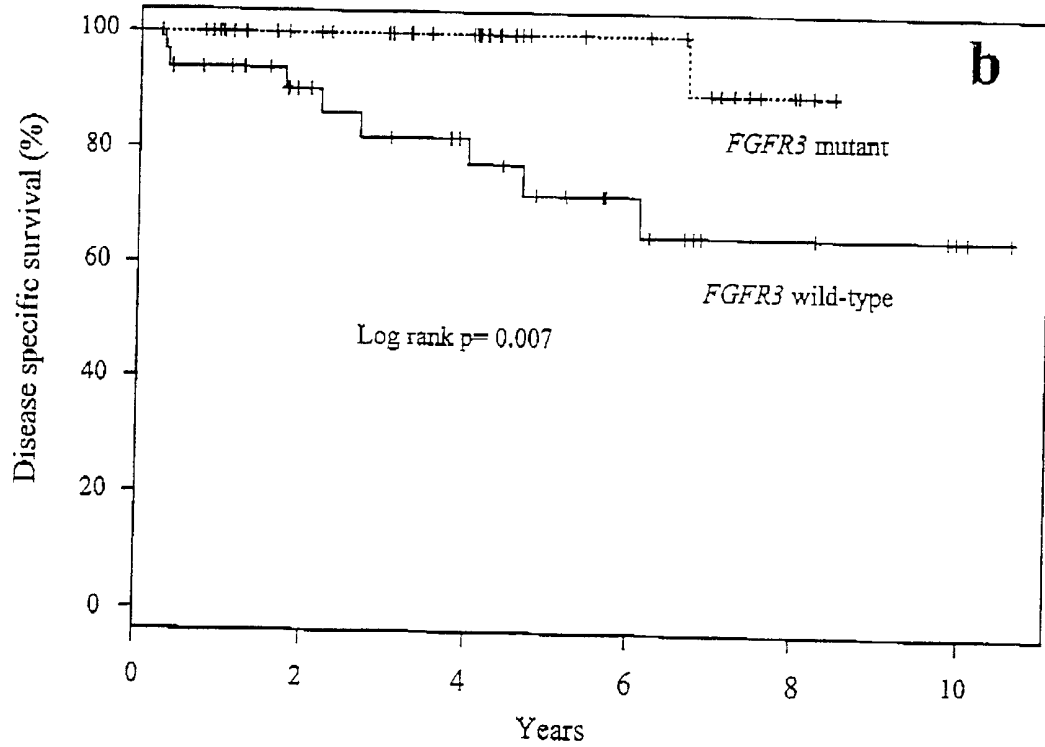 100
80
60
40
20
0
Disease specific survival (%)
b
FGFR3 mutant
FGFR3 wild-type
Log rank p= 0.007
0 2 4 6 8 10
Years